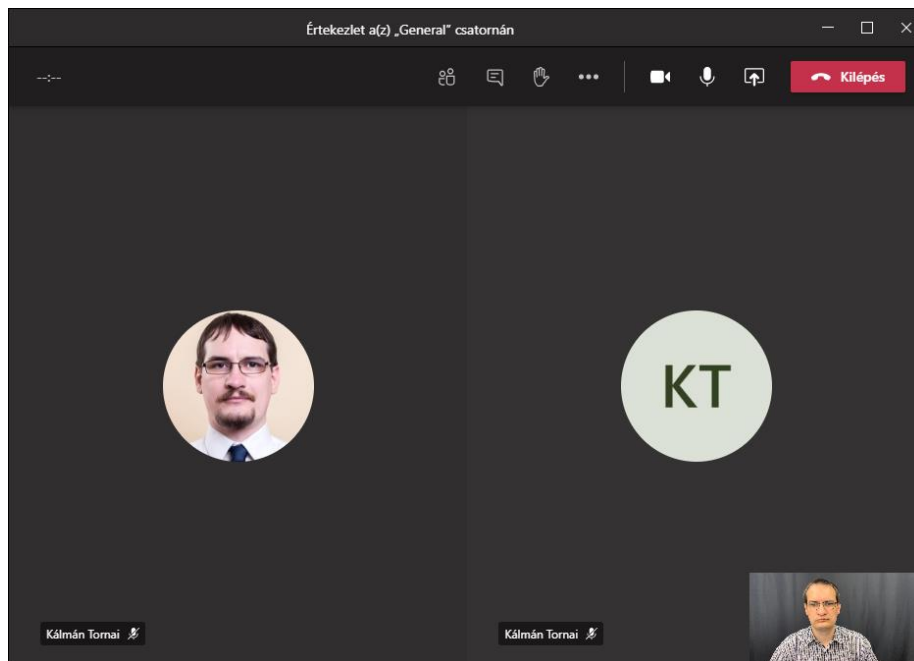 Értekezlet a(z) „General” csatornán
--:--
Kilépés
KT
Kálmán Tornai
Kálmán Tornai